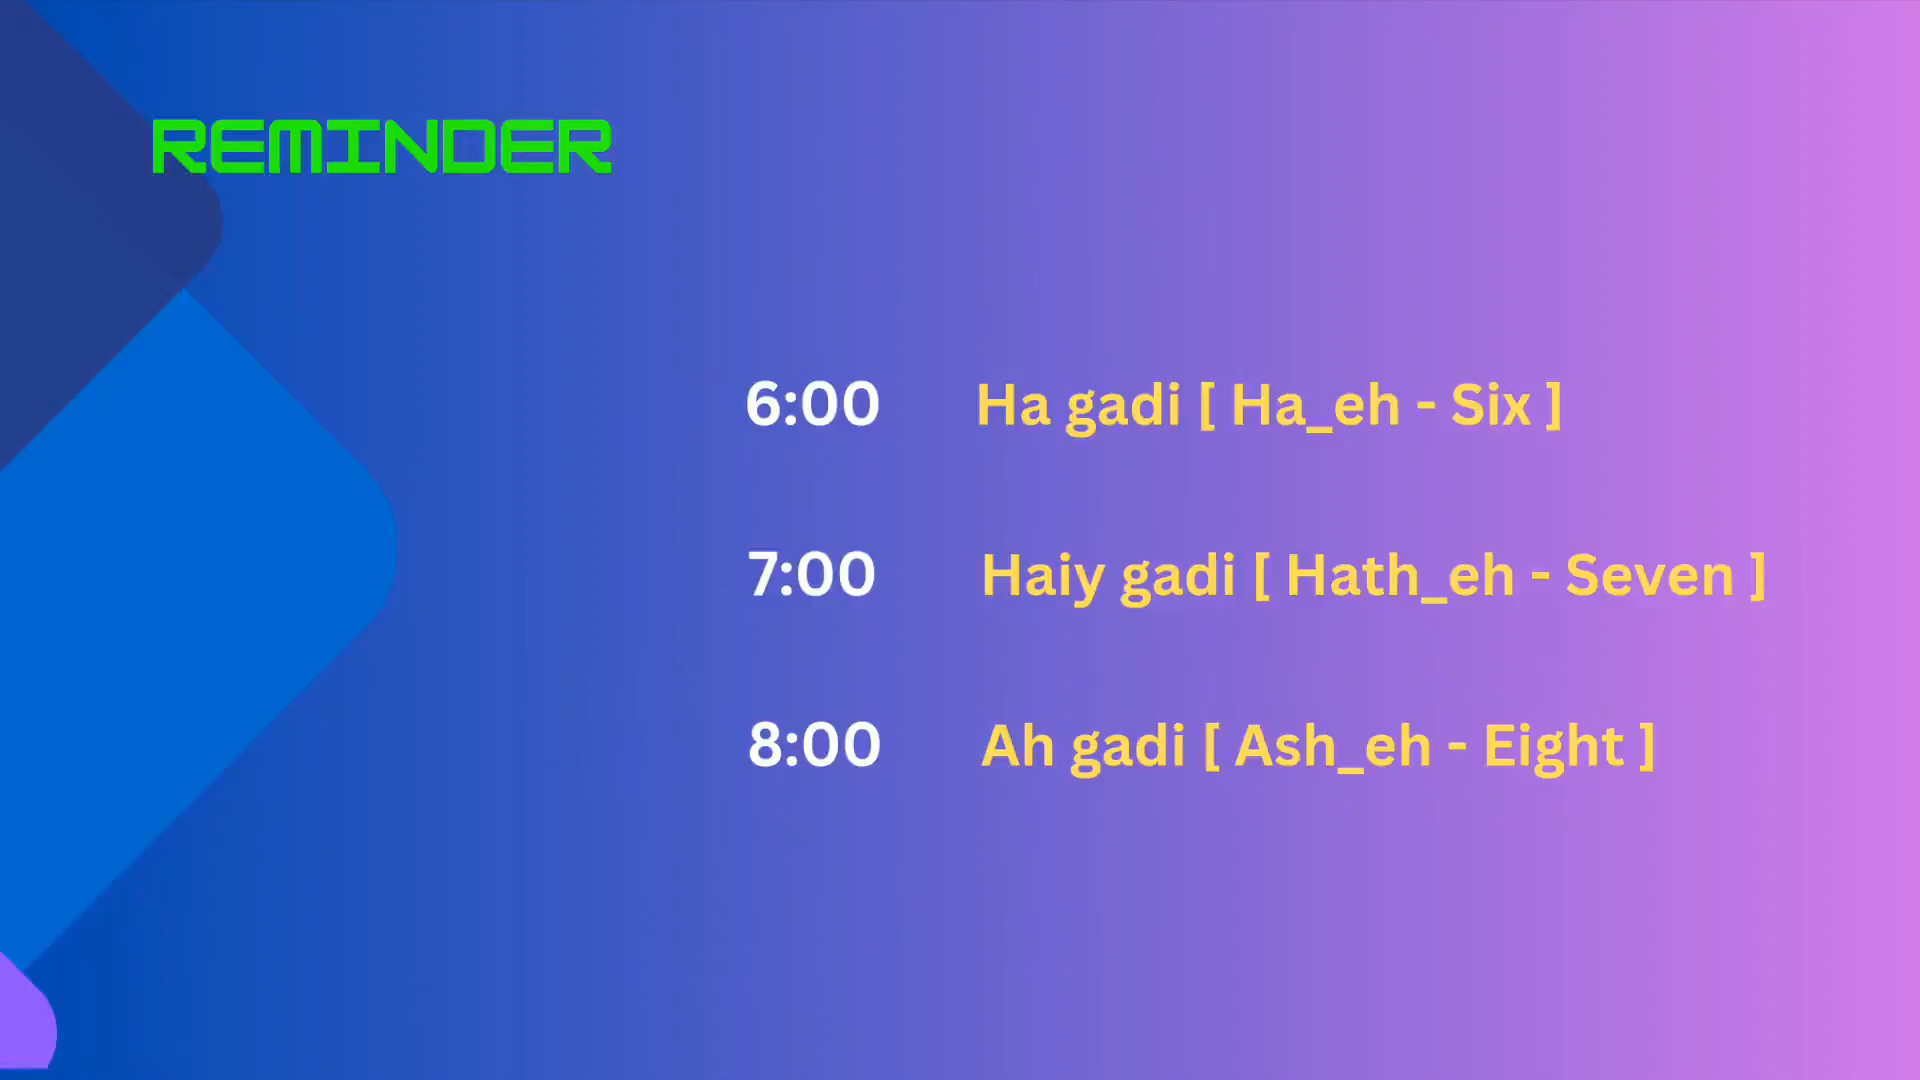 REMINDER
6:00 Ha gadi [ Ha_eh - Six ]
7:00 Haiy gadi [ Hath_eh - Seven ]
8:00 Ah gadi [ Ash_eh - Eight ]